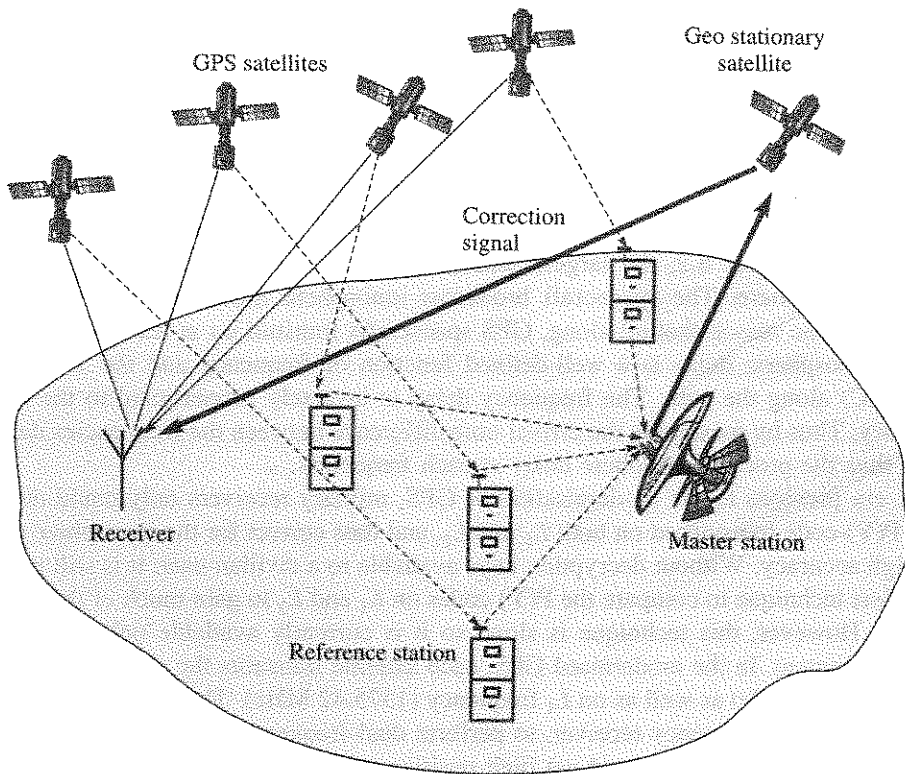 GPS satellites
Geo stationary
satellite
Correction
signal
Receiver
Master station
Reference station